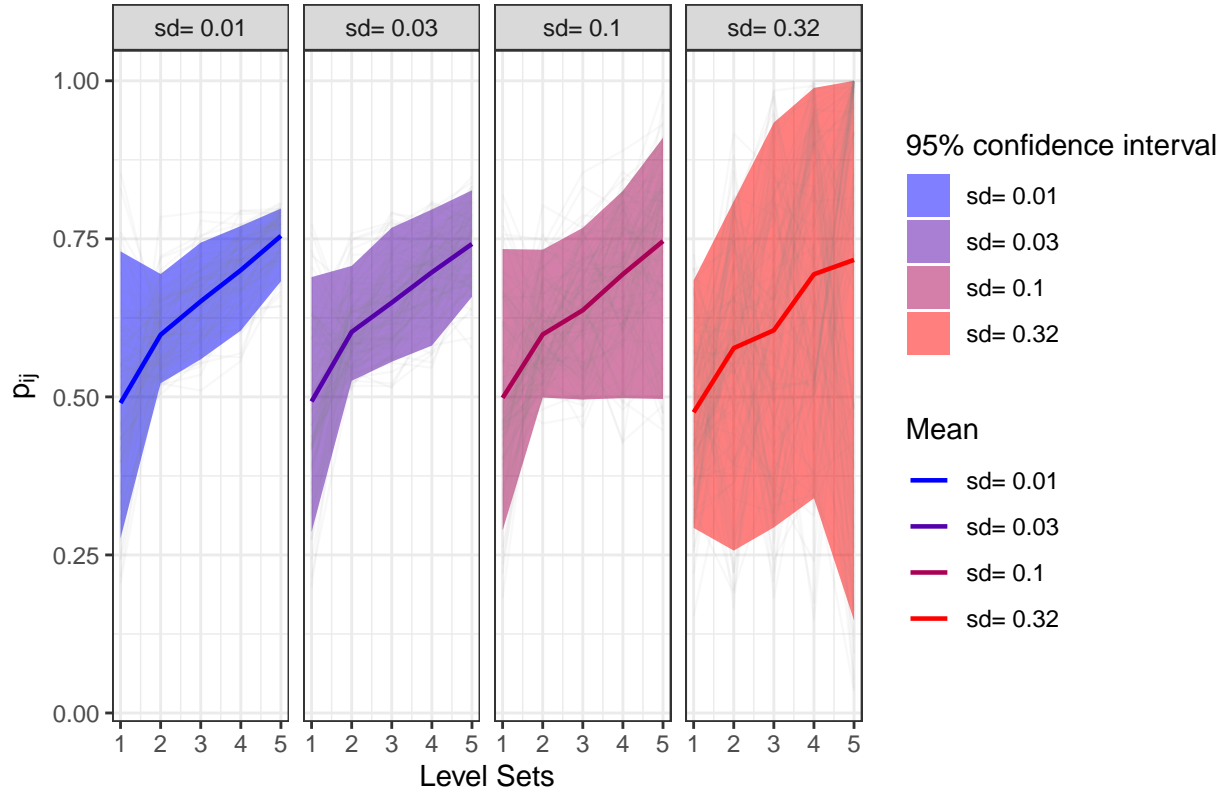 sd= 0.01
sd= 0.03
sd= 0.1
sd= 0.32
1.00
0.75
0.50
0.25
0.00
pij
1 2 3 4 5
1 2 3 4 5
1 2 3 4 5
1 2 3 4 5
Level Sets
95% confidence interval
sd= 0.01
sd= 0.03
sd= 0.1
sd= 0.32
Mean
sd= 0.01
sd= 0.03
sd= 0.1
sd= 0.32